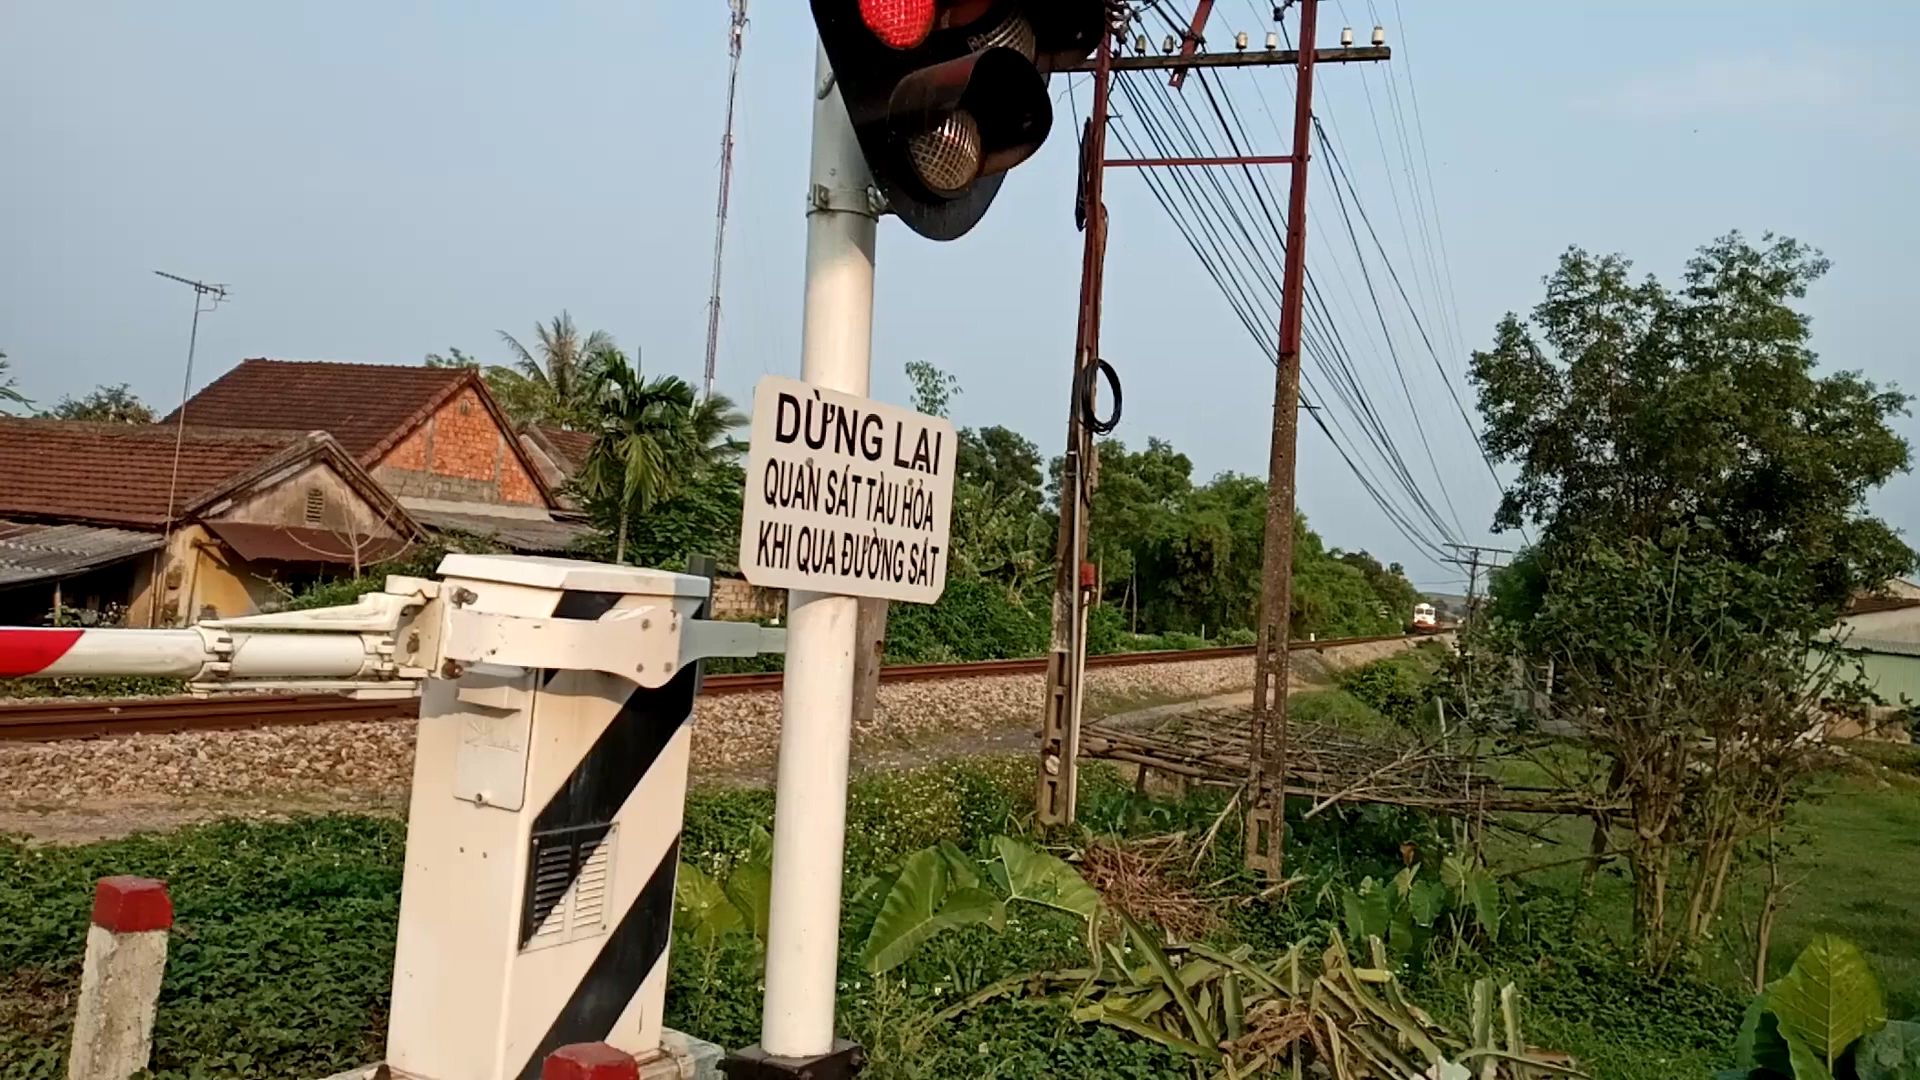 DỪNG LẠI
QUAN SÁT TÀU HỎA
KHI QUA ĐƯỜNG SẮT